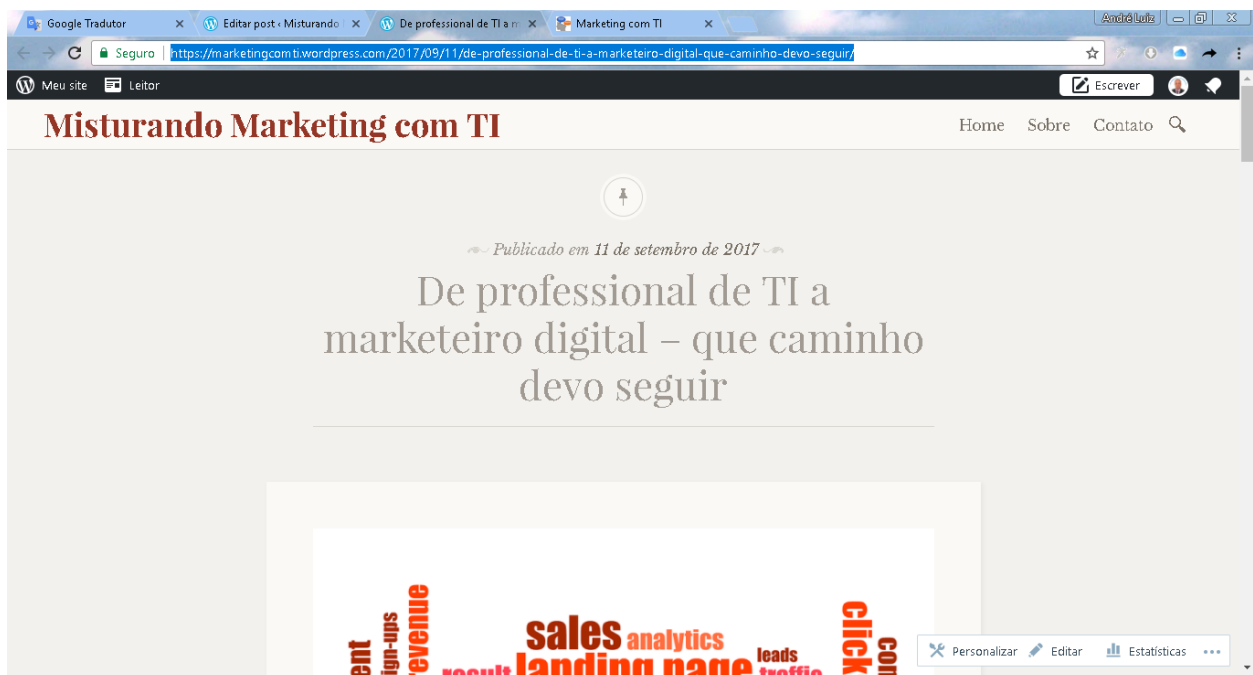 Google Tradutor
Editar post ‹ Misturando
De professional de TI a m
Marketing com TI
André Luiz
Seguro
https://marketingcomti.wordpress.com/2017/09/11/de-professional-de-ti-a-marketeiro-digital-que-caminho-devo-seguir/
Meu site
Leitor
Escrever
Misturando Marketing com TI
Home
Sobre
Contato
Publicado em 11 de setembro de 2017
De professional de TI a
marketeiro digital – que caminho
devo seguir
revenue
sales
analytics
landing page
leads
traffic
result
click
Personalizar
Editar
Estatísticas